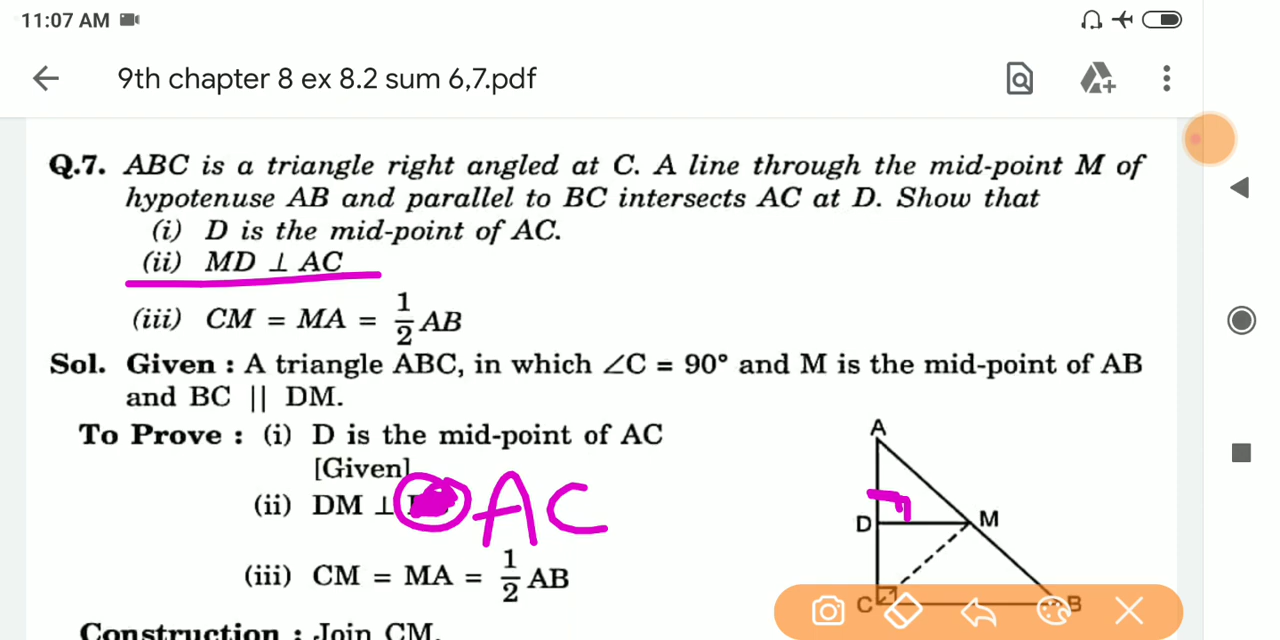 11:07 AM
9th chapter 8 ex 8.2 sum 6,7.pdf
Q.7. ABC is a triangle right angled at C. A line through the mid-point M of
hypotenuse AB and parallel to BC intersects AC at D. Show that
(i) D is the mid-point of AC.
(ii) MD ⊥ AC
(iii) CM = MA = 1/2 AB
Sol. Given : A triangle ABC, in which ∠C = 90° and M is the mid-point of AB
and BC || DM.
To Prove : (i) D is the mid-point of AC
[Given]
(ii) DM ⊥ AC
(iii) CM = MA = 1/2 AB
Construction : Join CM.
A
D
M
C
B